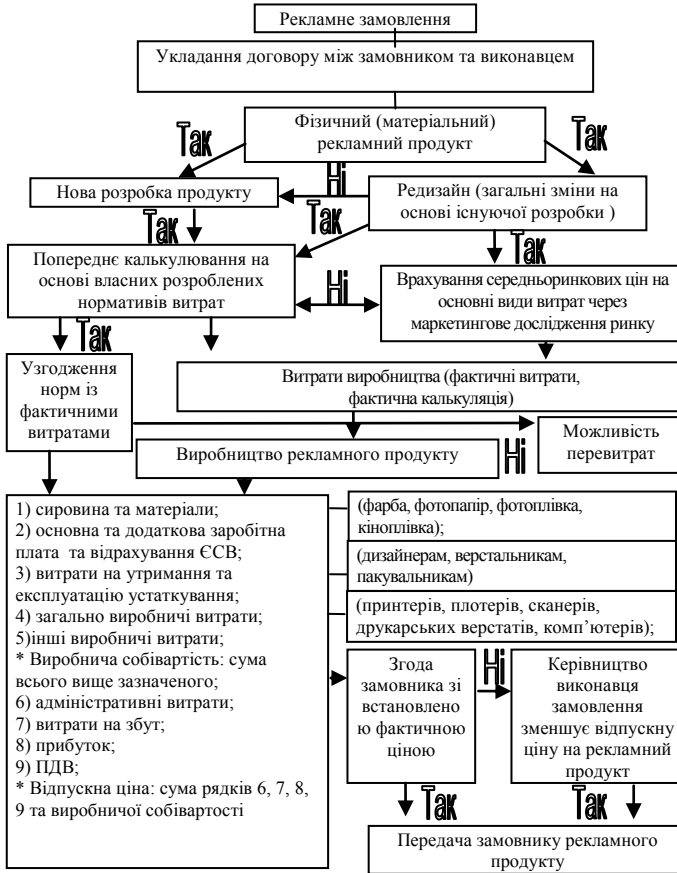 Рекламне замовлення
Укладання договору між замовником та виконавцем
Фізичний (матеріальний)
рекламний продукт
Так
Так
Нова розробка продукту
Ні
Редизайн (загальні зміни на
основі існуючої розробки )
Так
Так
Так
Попереднє калькулювання на
основі власних розроблених
нормативів витрат
Ні
Врахування середньоринкових цін на
основні види витрат через
маркетингове дослідження ринку
Так
Узгодження
норм із
фактичними
витратами
Витрати виробництва (фактичні витрати,
фактична калькуляція)
Виробництво рекламного продукту
Ні
Можливість
перевитрат
1) сировина та матеріали;
2) основна та додаткова заробітна
плата  та відрахування ЄСВ;
3) витрати на утримання та
експлуатацію устаткування;
4) загально виробничі витрати;
5)інші виробничі витрати;
* Виробнича собівартість: сума
всього вище зазначеного;
6) адміністративні витрати;
7) витрати на збут;
8) прибуток;
9) ПДВ;
* Відпускна ціна: сума рядків 6, 7, 8,
9 та виробничої собівартості
(фарба, фотопапір, фотоплівка,
кіноплівка);
(дизайнерам, верстальникам,
пакувальникам)
(принтерів, плотерів, сканерів,
друкарських верстатів, комп’ютерів);
Згода
замовника зі
встановлено
ю фактичною
ціною
Ні
Керівництво
виконавця
замовлення
зменшує відпускну
ціну на рекламний
продукт
Так
Так
Передача замовнику рекламного
продукту